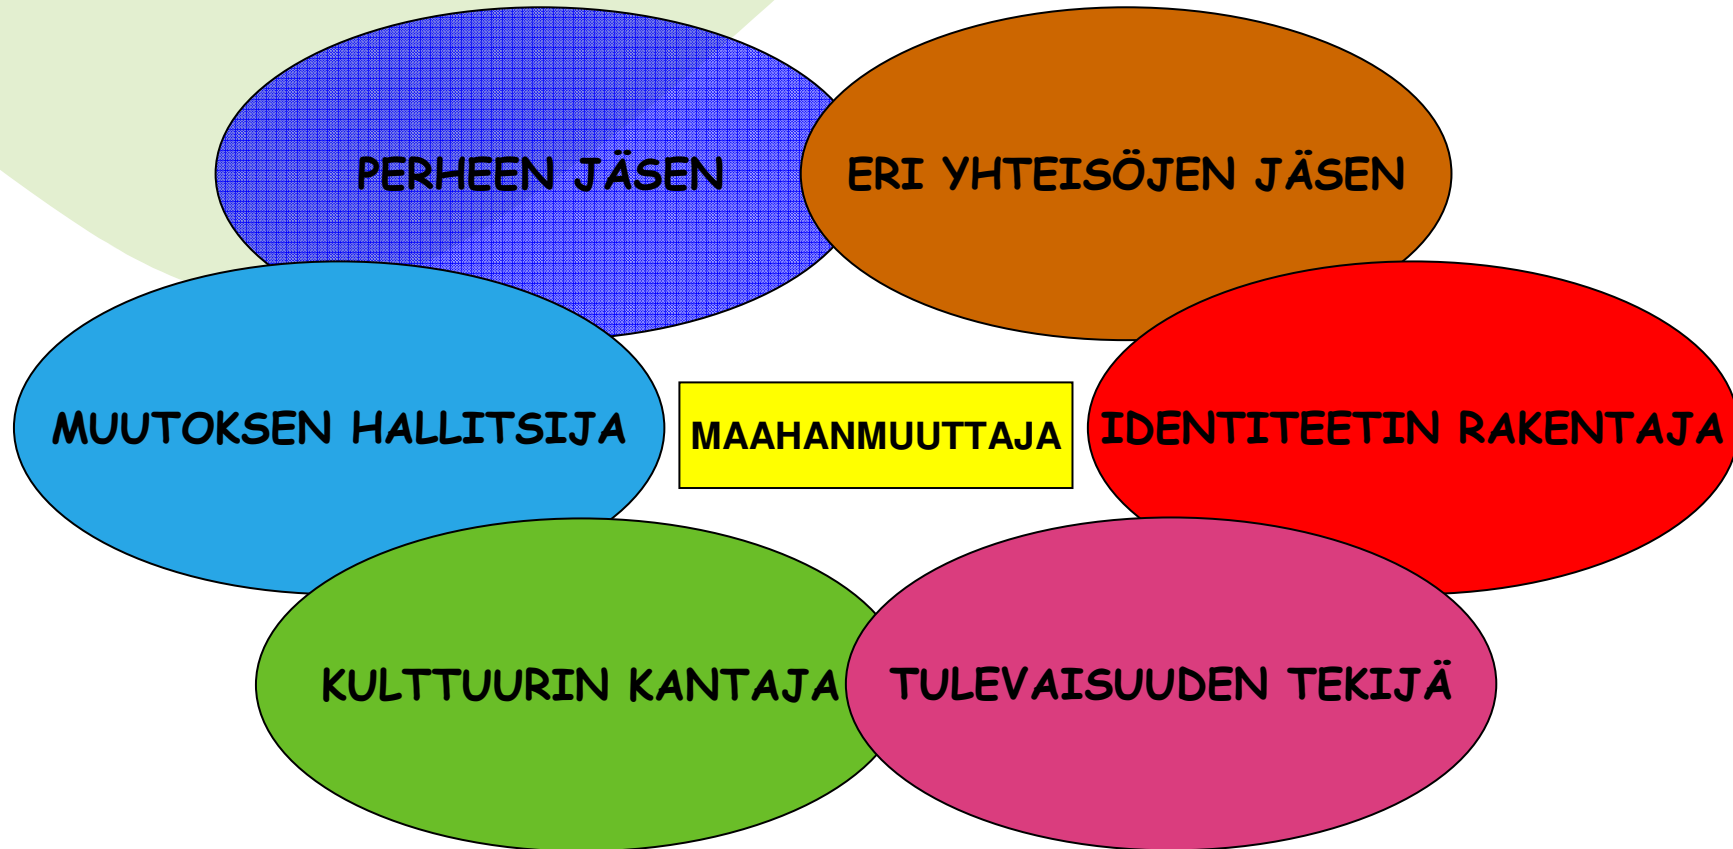 PERHEEN JÄSEN
ERI YHTEISÖJEN JÄSEN
MUUTOKSEN HALLITSIJA
MAAHANMUUTTAJA
IDENTITEETIN RAKENTAJA
KULTTUURIN KANTAJA
TULEVAISUUDEN TEKIJÄ